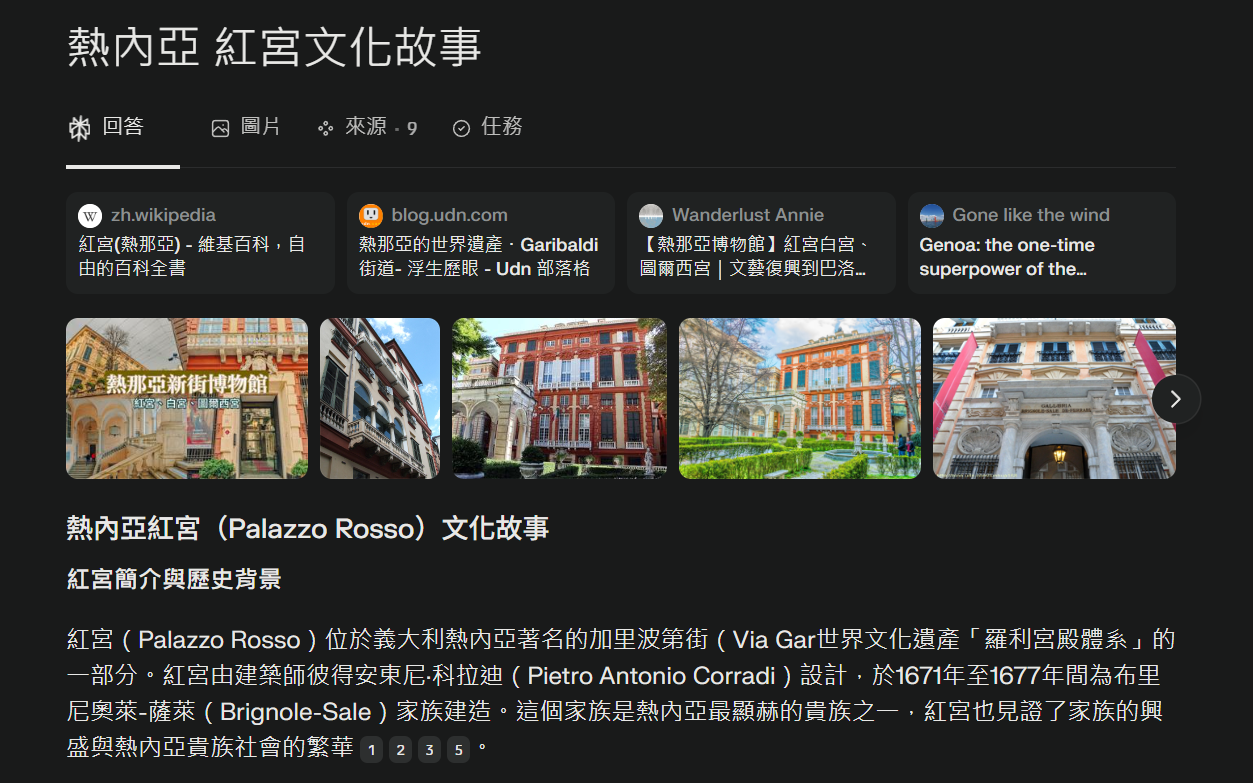 熱內亞 紅宮文化故事
回答 圖片 來源 · 9 任務
zh.wikipedia
紅宮(熱那亞) - 維基百科，自
由的百科全書
blog.udn.com
熱那亞的世界遺產．Garibaldi
街道- 浮生歷眼 - Udn 部落格
Wanderlust Annie
【熱那亞博物館】紅宮白宮、
圖爾西宮｜文藝復興到巴洛...
Gone like the wind
Genoa: the one-time
superpower of the...
熱那亞新街博物館
紅宮、白宮、圖爾西宮
熱內亞紅宮（Palazzo Rosso）文化故事
紅宮簡介與歷史背景
紅宮（Palazzo Rosso）位於義大利熱內亞著名的加里波第街（Via Gar世界文化遺產「羅利宮殿體系」的
一部分。紅宮由建築師彼得安東尼·科拉迪（Pietro Antonio Corradi）設計，於1671年至1677年間為布里
尼奧萊-薩萊（Brignole-Sale）家族建造。這個家族是熱內亞最顯赫的貴族之一，紅宮也見證了家族的興
盛與熱內亞貴族社會的繁華 1 2 3 5 。